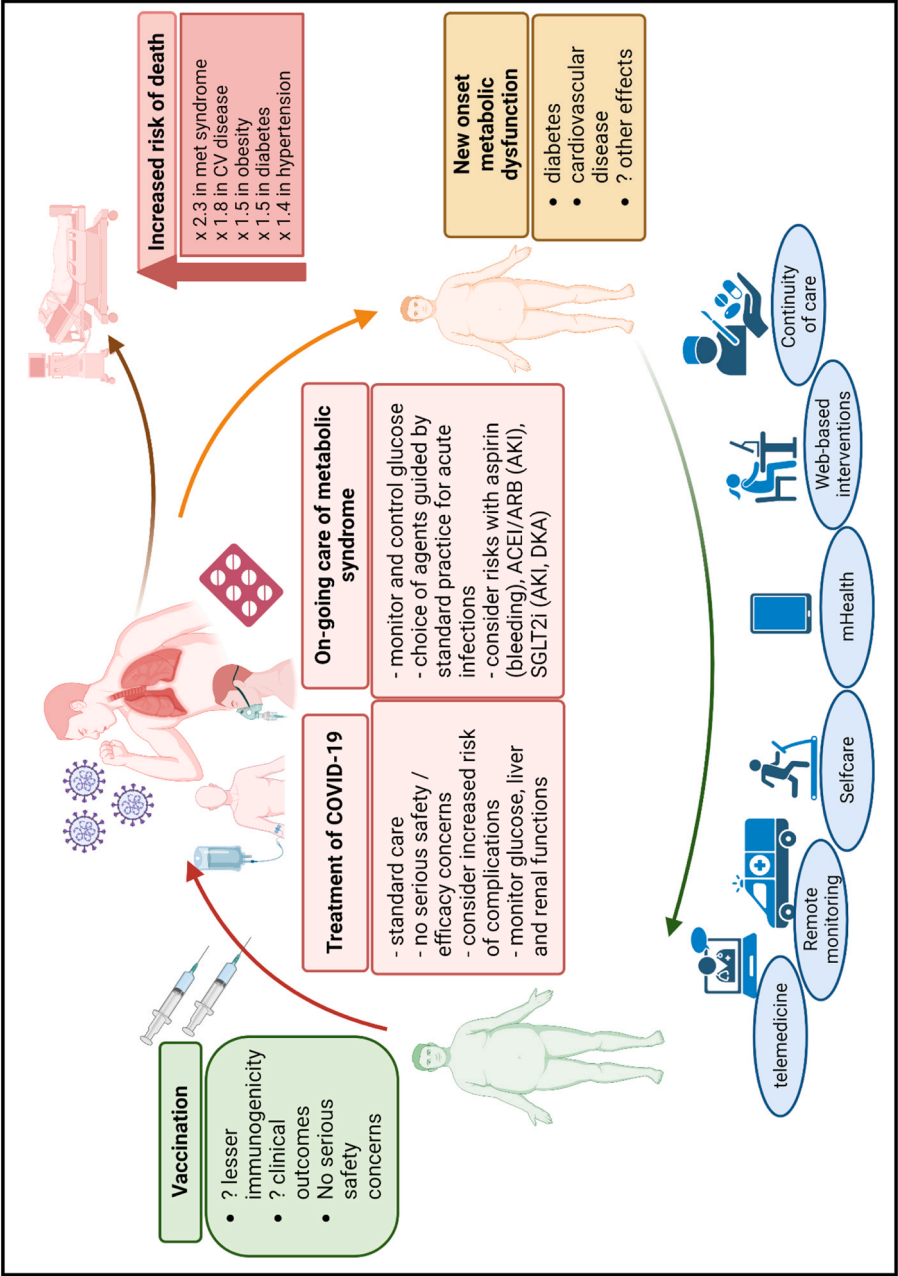 Vaccination
• ? lesser
immunogenicity
• ? clinical
outcomes
• No serious
safety
concerns
Treatment of COVID-19
- standard care
- no serious safety /
efficacy concerns
- consider increased risk
of complications
- monitor glucose, liver
and renal functions
On-going care of metabolic
syndrome
- monitor and control glucose
- choice of agents guided by
standard practice for acute
infections
- consider risks with aspirin
(bleeding), ACEI/ARB (AKI),
SGLT2i (AKI, DKA)
Increased risk of death
x 2.3 in met syndrome
x 1.8 in CV disease
x 1.5 in obesity
x 1.5 in diabetes
x 1.4 in hypertension
New onset
metabolic
dysfunction
• diabetes
• cardiovascular
disease
• ? other effects
telemedicine
Remote
monitoring
Selfcare
mHealth
Web-based
interventions
Continuity
of care